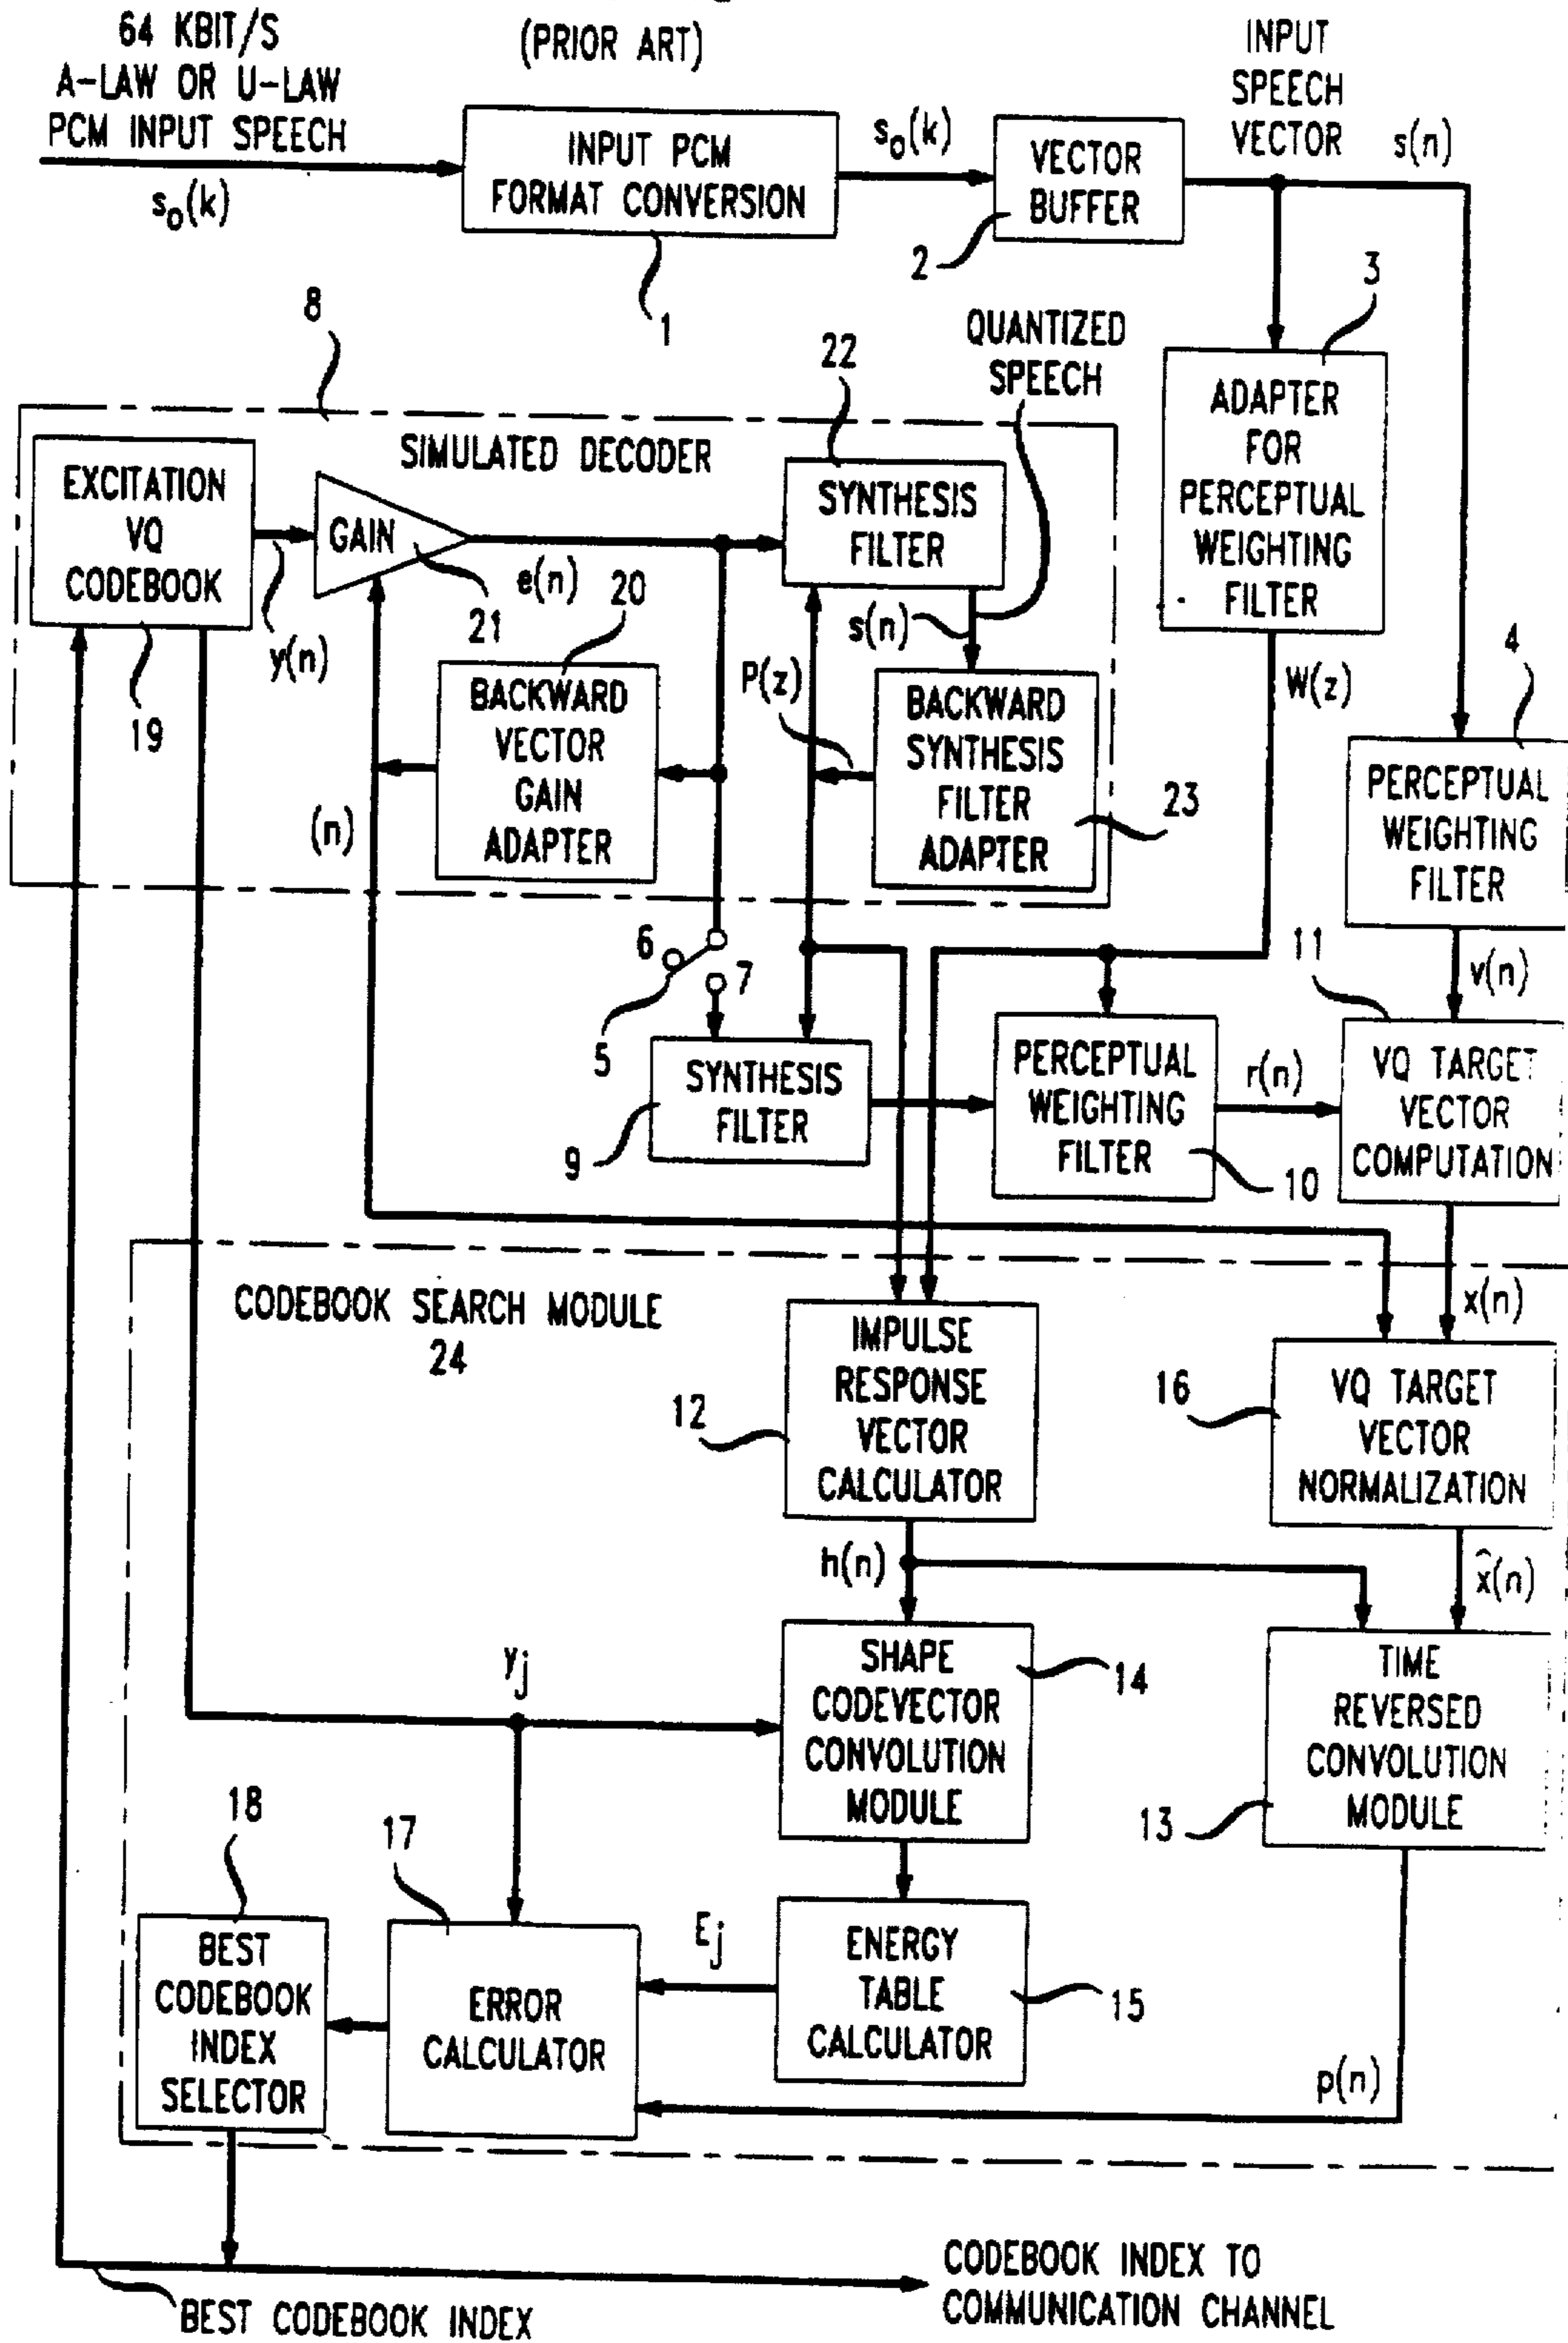 (PRIOR ART)
64 KBIT/S
A-LAW OR U-LAW
PCM INPUT SPEECH
s_o(k)
INPUT PCM
FORMAT CONVERSION
1
s_o(k)
VECTOR
BUFFER
2
INPUT
SPEECH
VECTOR
s(n)
3
ADAPTER
FOR
PERCEPTUAL
WEIGHTING
FILTER
W(z)
4
PERCEPTUAL
WEIGHTING
FILTER
v(n)
8
SIMULATED DECODER
EXCITATION
VQ
CODEBOOK
19
y(n)
GAIN
21
e(n)
22
SYNTHESIS
FILTER
QUANTIZED
SPEECH
s(n)
P(z)
20
BACKWARD
VECTOR
GAIN
ADAPTER
(n)
BACKWARD
SYNTHESIS
FILTER
ADAPTER
23
6
7
5
SYNTHESIS
FILTER
9
PERCEPTUAL
WEIGHTING
FILTER
10
r(n)
11
VQ TARGET
VECTOR
COMPUTATION
x(n)
CODEBOOK SEARCH MODULE
24
12
IMPULSE
RESPONSE
VECTOR
CALCULATOR
h(n)
16
VQ TARGET
VECTOR
NORMALIZATION
x̂(n)
y_j
SHAPE
CODEVECTOR
CONVOLUTION
MODULE
14
TIME
REVERSED
CONVOLUTION
MODULE
13
18
BEST
CODEBOOK
INDEX
SELECTOR
17
ERROR
CALCULATOR
E_j
ENERGY
TABLE
CALCULATOR
15
p(n)
BEST CODEBOOK INDEX
CODEBOOK INDEX TO
COMMUNICATION CHANNEL